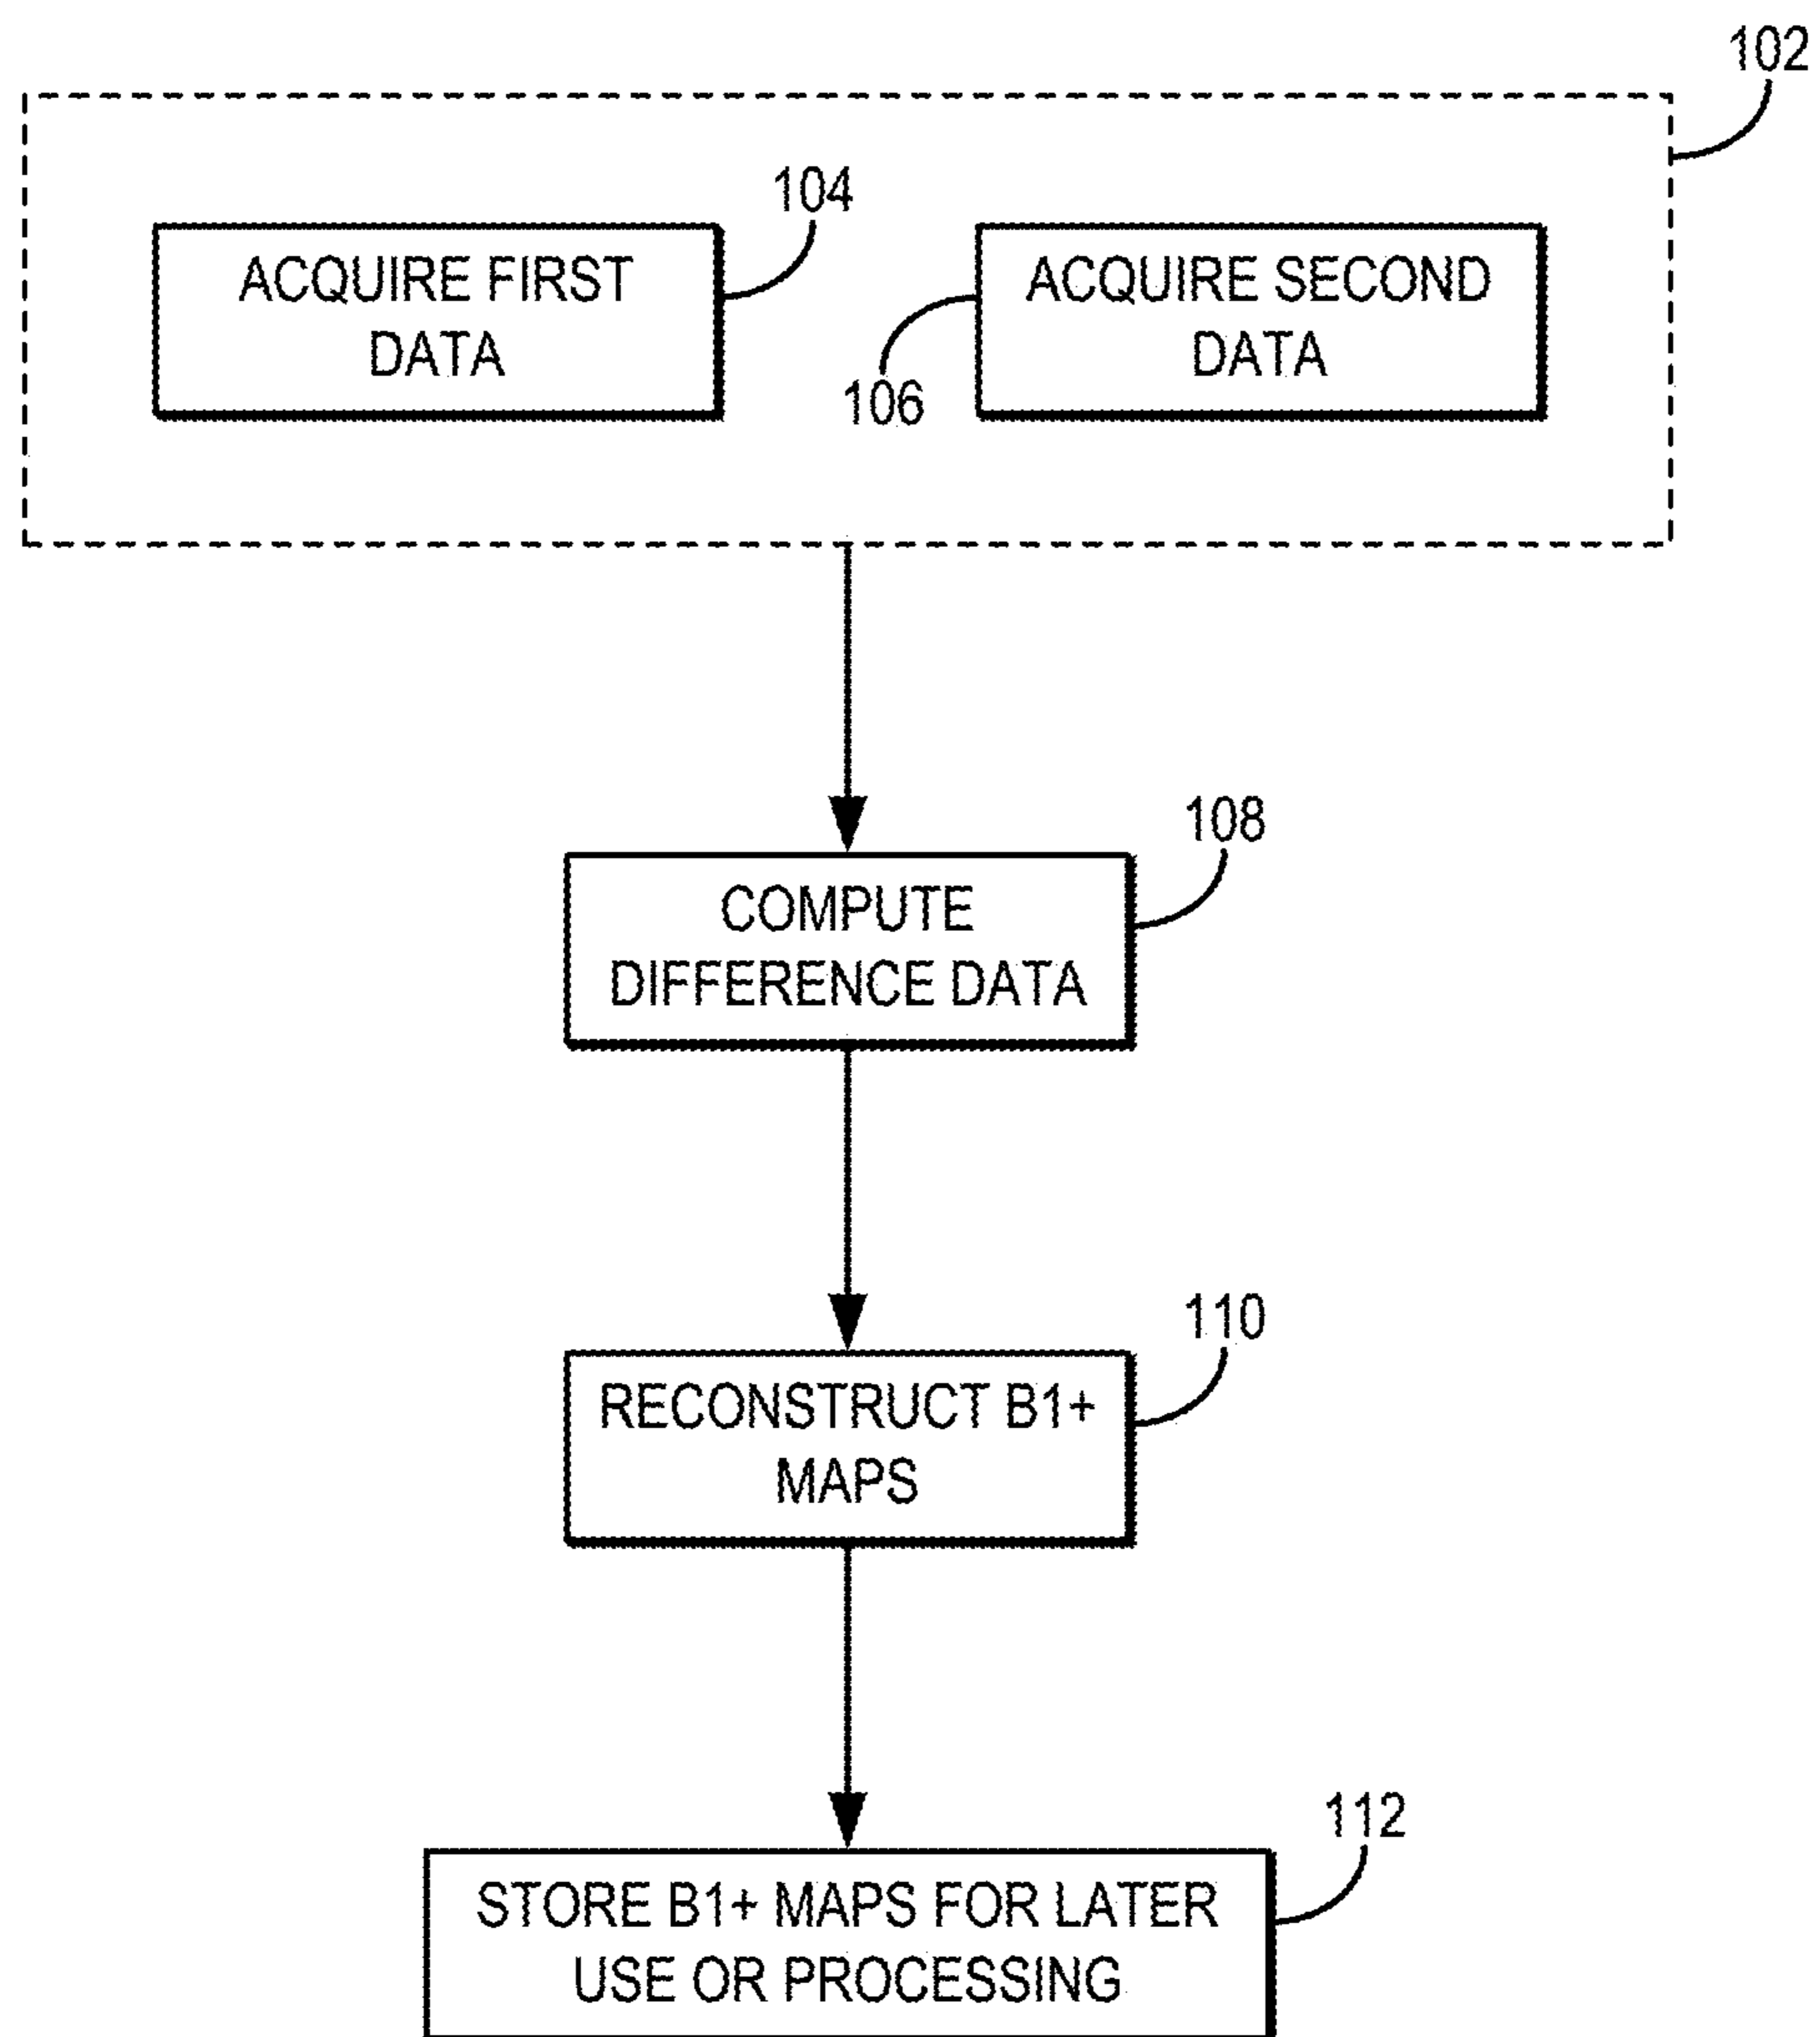 102
104
ACQUIRE FIRST
DATA
ACQUIRE SECOND
DATA
106
108
COMPUTE
DIFFERENCE DATA
110
RECONSTRUCT B1+
MAPS
112
STORE B1+ MAPS FOR LATER
USE OR PROCESSING